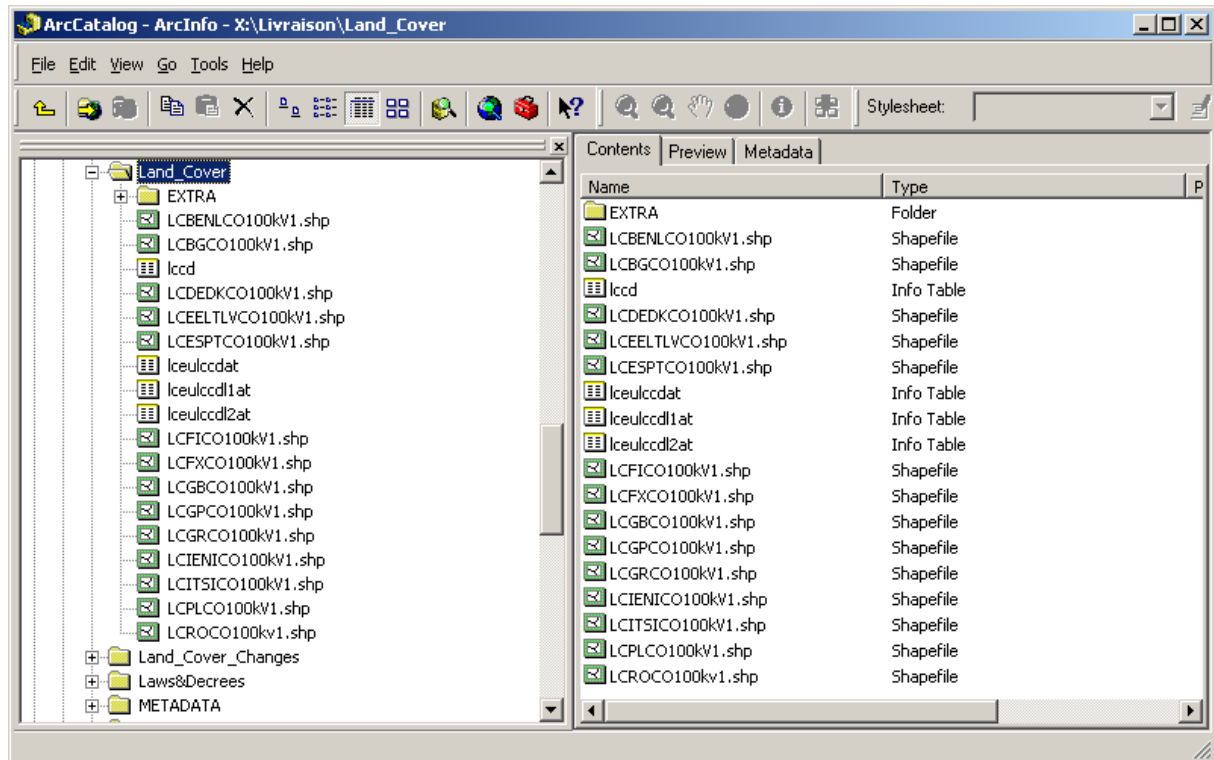 ArcCatalog - ArcInfo - X:\Livraison\Land_Cover
File Edit View Go Tools Help
Stylesheet:
Land_Cover
EXTRA
LCBENLCO100kV1.shp
LCBGCO100kV1.shp
lccd
LCDEDKCO100kV1.shp
LCEELTLVCO100kV1.shp
LCESPTCO100kV1.shp
lceulccdat
lceulccdl1at
lceulccdl2at
LCFICO100kV1.shp
LCFXCO100kV1.shp
LCGBCO100kV1.shp
LCGPCO100kV1.shp
LCGRCO100kV1.shp
LCIENICO100kV1.shp
LCITSICO100kV1.shp
LCPLCO100kV1.shp
LCROCO100kv1.shp
Land_Cover_Changes
Laws&Decrees
METADATA
Contents Preview Metadata
Name Type P
EXTRA Folder
LCBENLCO100kV1.shp Shapefile
LCBGCO100kV1.shp Shapefile
lccd Info Table
LCDEDKCO100kV1.shp Shapefile
LCEELTLVCO100kV1.shp Shapefile
LCESPTCO100kV1.shp Shapefile
lceulccdat Info Table
lceulccdl1at Info Table
lceulccdl2at Info Table
LCFICO100kV1.shp Shapefile
LCFXCO100kV1.shp Shapefile
LCGBCO100kV1.shp Shapefile
LCGPCO100kV1.shp Shapefile
LCGRCO100kV1.shp Shapefile
LCIENICO100kV1.shp Shapefile
LCITSICO100kV1.shp Shapefile
LCPLCO100kV1.shp Shapefile
LCROCO100kv1.shp Shapefile